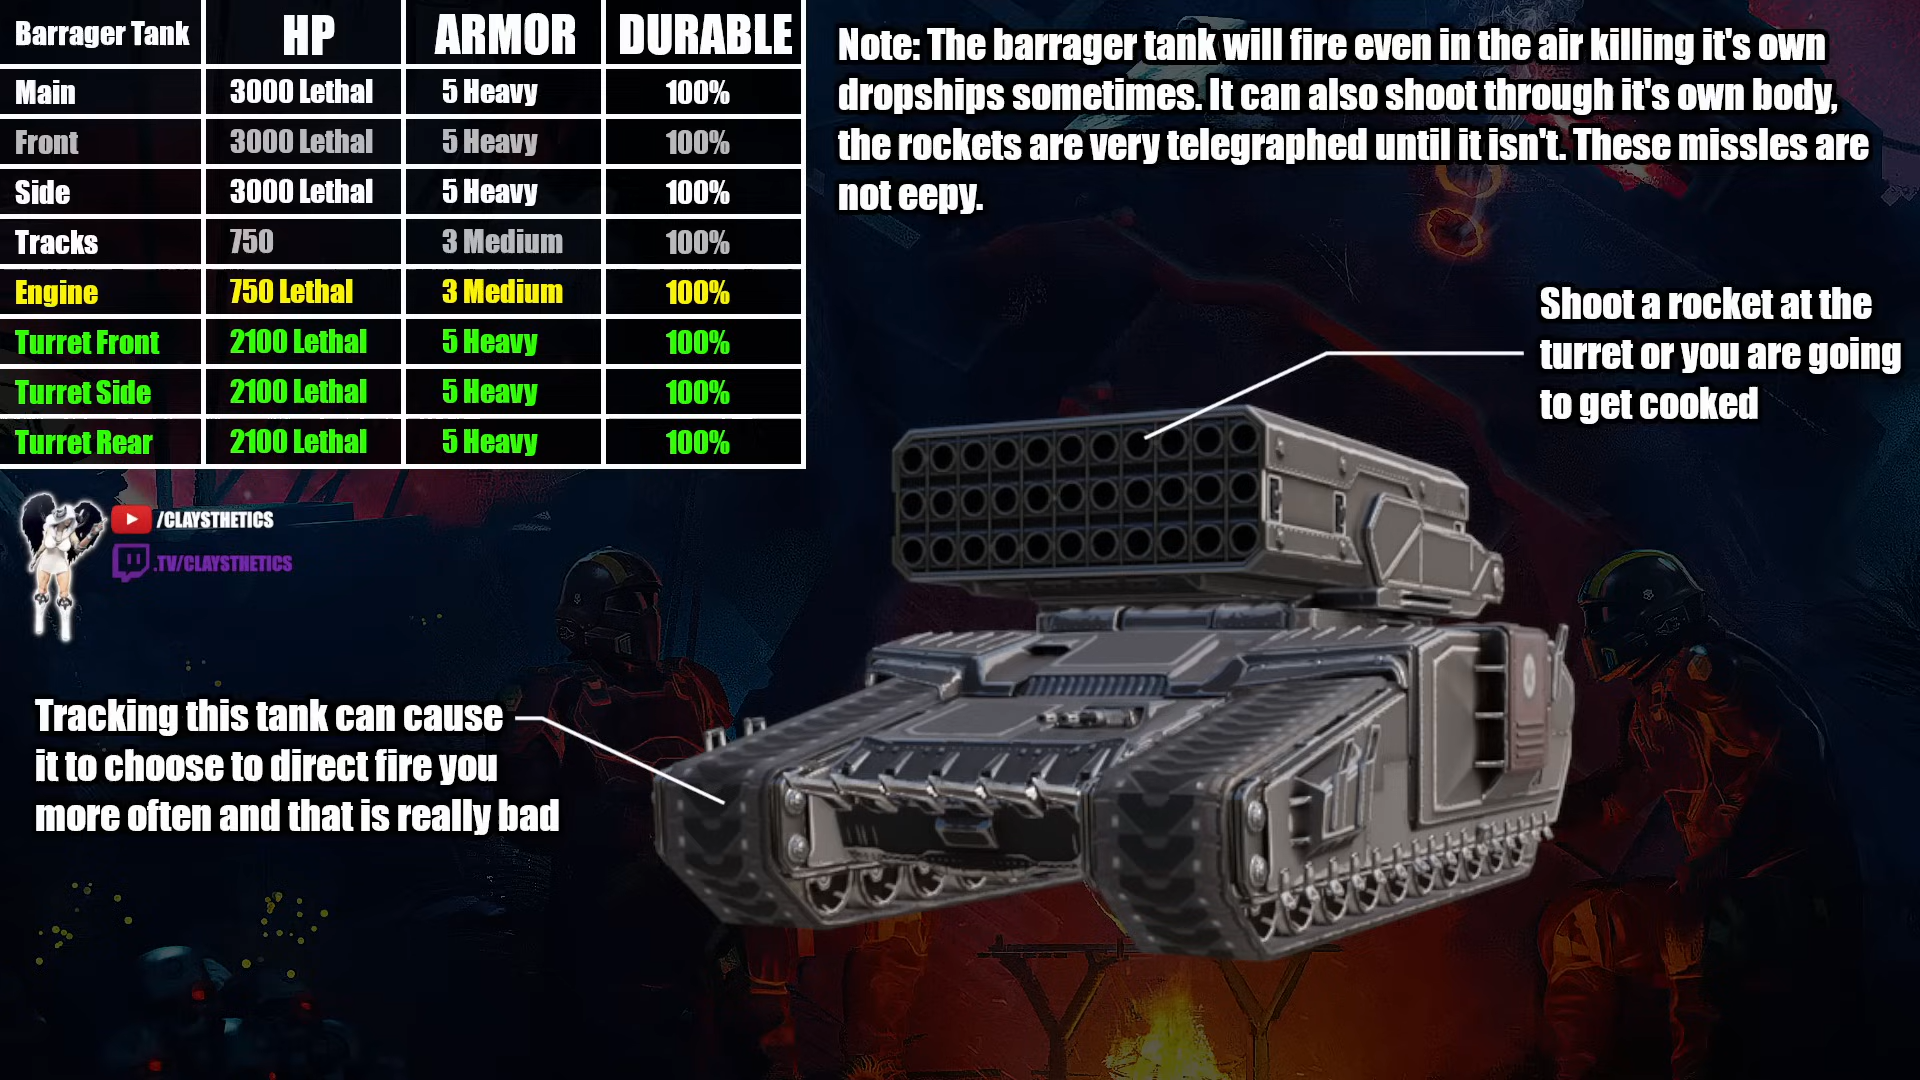 Barrager Tank HP ARMOR DURABLE
Main 3000 Lethal 5 Heavy 100%
Front 3000 Lethal 5 Heavy 100%
Side 3000 Lethal 5 Heavy 100%
Tracks 750 3 Medium 100%
Engine 750 Lethal 3 Medium 100%
Turret Front 2100 Lethal 5 Heavy 100%
Turret Side 2100 Lethal 5 Heavy 100%
Turret Rear 2100 Lethal 5 Heavy 100%
Note: The barrager tank will fire even in the air killing it's own
dropships sometimes. It can also shoot through it's own body,
the rockets are very telegraphed until it isn't. These missles are
not eepy.
Shoot a rocket at the
turret or you are going
to get cooked
/CLAYSTHETICS
.TV/CLAYSTHETICS
Tracking this tank can cause
it to choose to direct fire you
more often and that is really bad